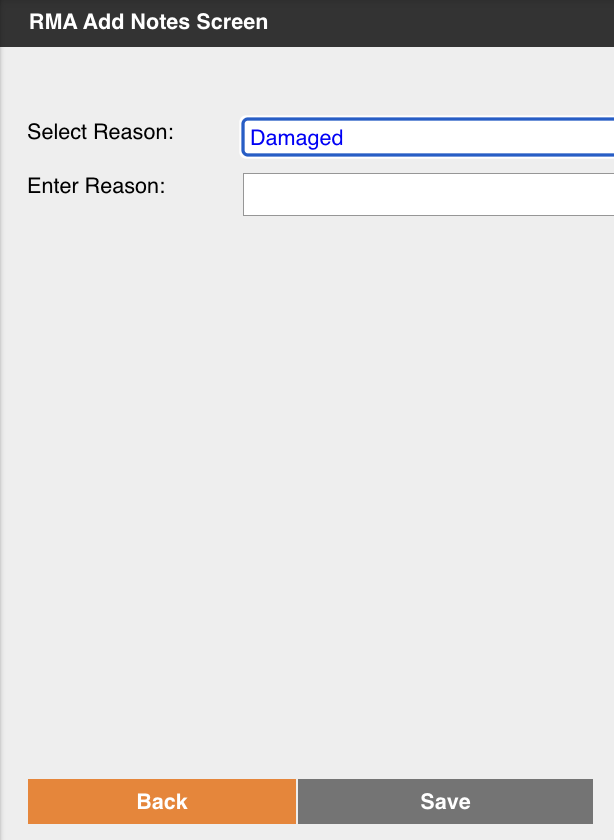 RMA Add Notes Screen
Select Reason:
Damaged
Enter Reason:
Back
Save